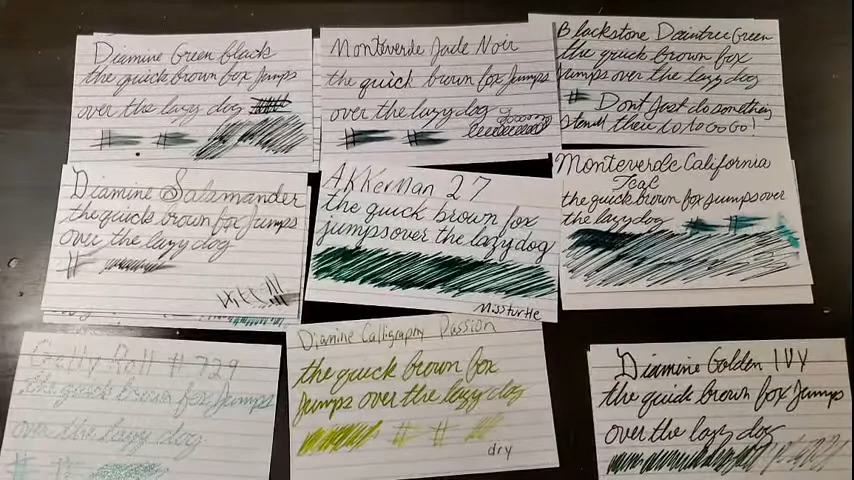 Diamine Green black
the quick brown fox jumps
over the lazy dog
Monteverde Jade Noir
the quick brown fox jumps
over the lazy dog
Blackstone Daintree Green
the quick brown fox
jumps over the lazy dog
Dont Just do something
Diamine Salamander
the quick brown fox jumps
over the lazy dog
AKKerman 27
the quick brown fox
jumps over the lazy dog
MissTurtle
Monteverde California
Teal
the quick brown fox jumps over
the lazy dog
Gelly Roll # 729
the quick brown fox jumps
over the lazy dog
Diamine Calligraphy Passion
the quick brown fox
jumps over the lazy dog
dry
Diamine Golden IVY
the quick brown fox jumps
over the lazy dog